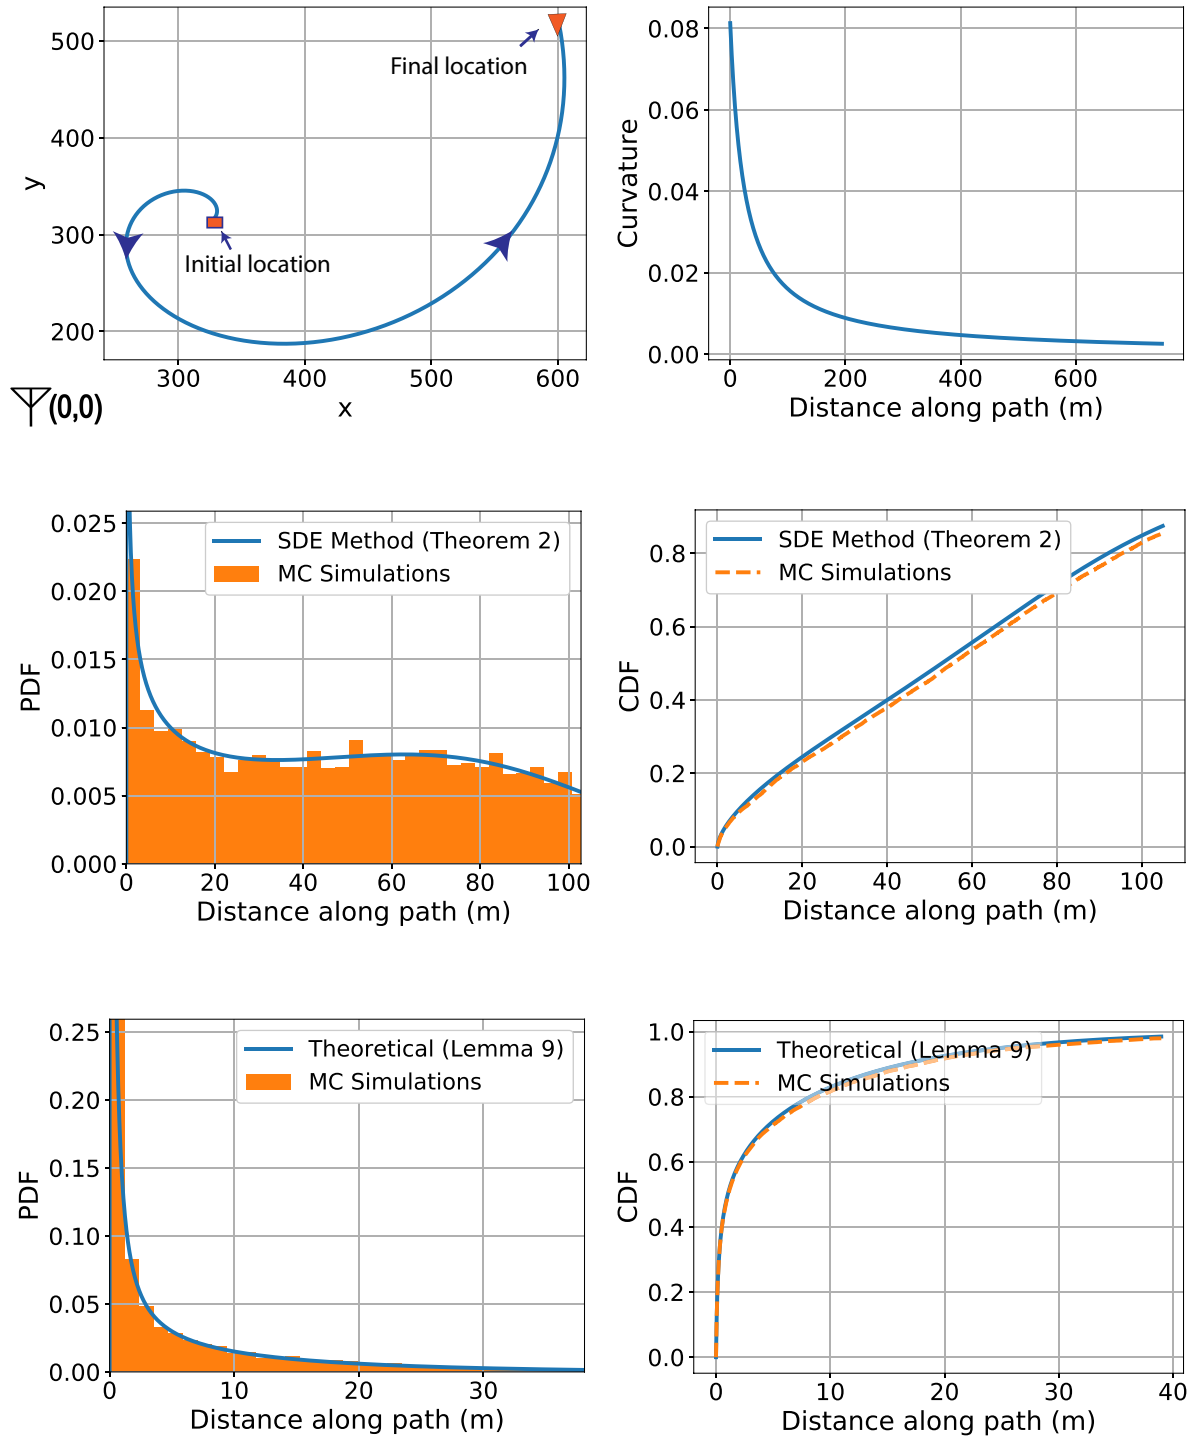 500
400
300
200
y
Final location
Initial location
300 400 500 600
x
(0,0)
0.08
0.06
0.04
0.02
0.00
Curvature
0 200 400 600
Distance along path (m)
0.025
0.020
0.015
0.010
0.005
0.000
PDF
SDE Method (Theorem 2)
MC Simulations
0 20 40 60 80 100
Distance along path (m)
0.8
0.6
0.4
0.2
0.0
CDF
SDE Method (Theorem 2)
MC Simulations
0 20 40 60 80 100
Distance along path (m)
0.25
0.20
0.15
0.10
0.05
0.00
PDF
Theoretical (Lemma 9)
MC Simulations
0 10 20 30
Distance along path (m)
1.0
0.8
0.6
0.4
0.2
0.0
CDF
Theoretical (Lemma 9)
MC Simulations
0 10 20 30 40
Distance along path (m)